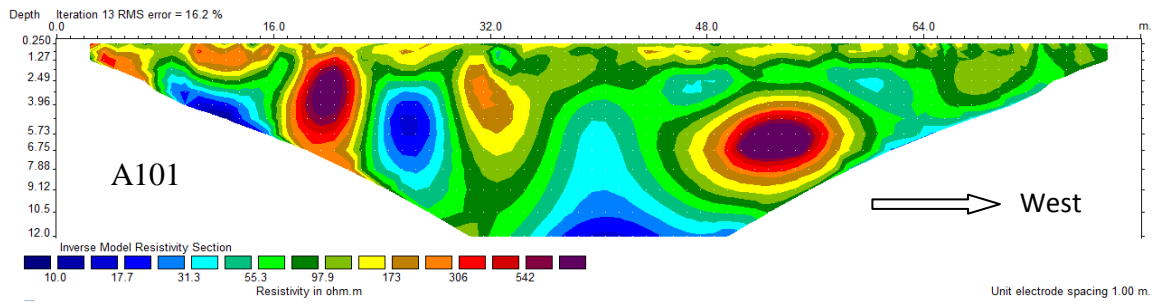 Depth Iteration 13 RMS error = 16.2 %
0.0 16.0 32.0 48.0 64.0 m.
0.250
1.27
2.49
3.96
5.73
6.75
7.88
9.12
10.5
12.0
A101
West
Inverse Model Resistivity Section
10.0 17.7 31.3 55.3 97.9 173 306 542
Resistivity in ohm.m
Unit electrode spacing 1.00 m.